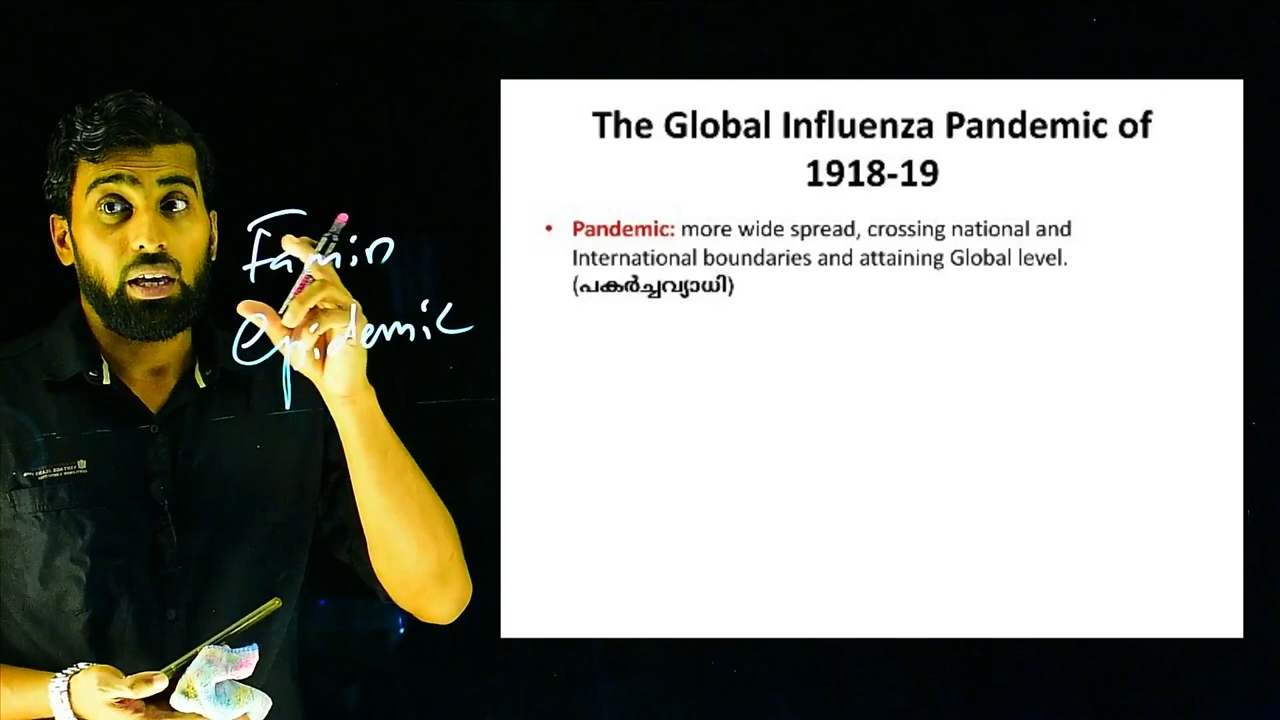 Famin
epidemic
The Global Influenza Pandemic of
1918-19
• Pandemic: more wide spread, crossing national and
International boundaries and attaining Global level.
(പകർച്ചവ്യാധി)